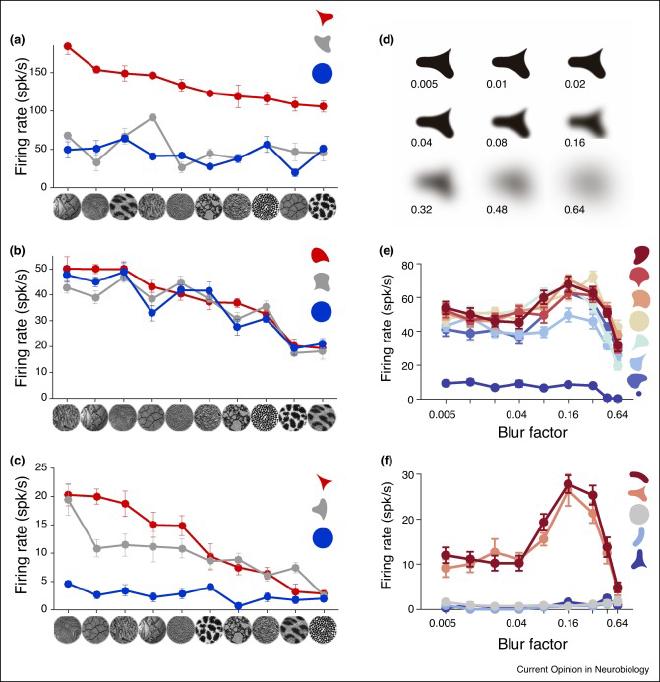 (a)
Firing rate (spk/s)
150
100
50
0
(b)
Firing rate (spk/s)
50
40
30
20
10
0
(c)
Firing rate (spk/s)
25
20
15
10
5
0
(d)
0.005 0.01 0.02
0.04 0.08 0.16
0.32 0.48 0.64
(e)
Firing rate (spk/s)
80
60
40
20
0
0.005 0.04 0.16 0.64
Blur factor
(f)
Firing rate (spk/s)
30
20
10
0
0.005 0.04 0.16 0.64
Blur factor
Current Opinion in Neurobiology